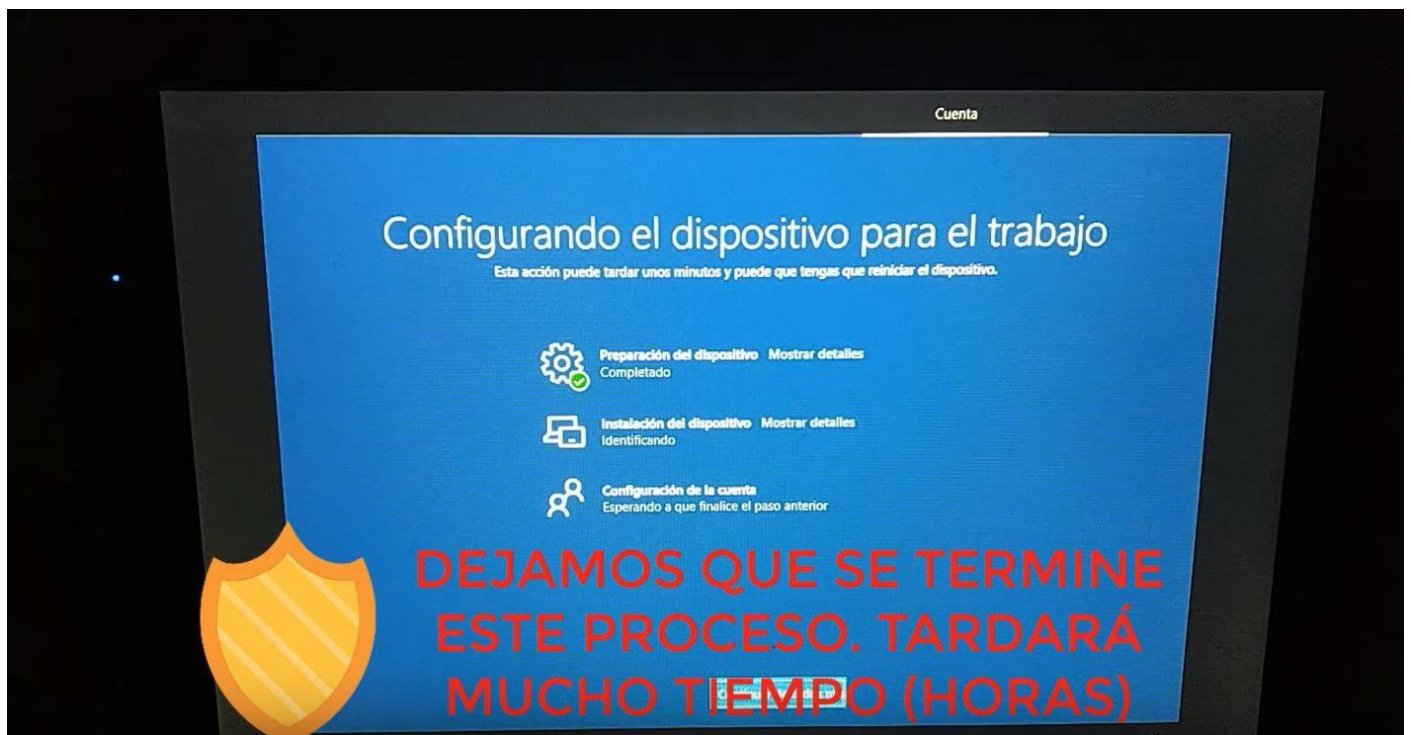 Cuenta
Configurando el dispositivo para el trabajo
Esta acción puede tardar unos minutos y puede que tengas que reiniciar el dispositivo.
Preparación del dispositivo Mostrar detalles
Completado
Instalación del dispositivo Mostrar detalles
Identificando
Configuración de la cuenta
Esperando a que finalice el paso anterior
DEJAMOS QUE SE TERMINE
ESTE PROCESO. TARDARÁ
MUCHO TIEMPO (HORAS)